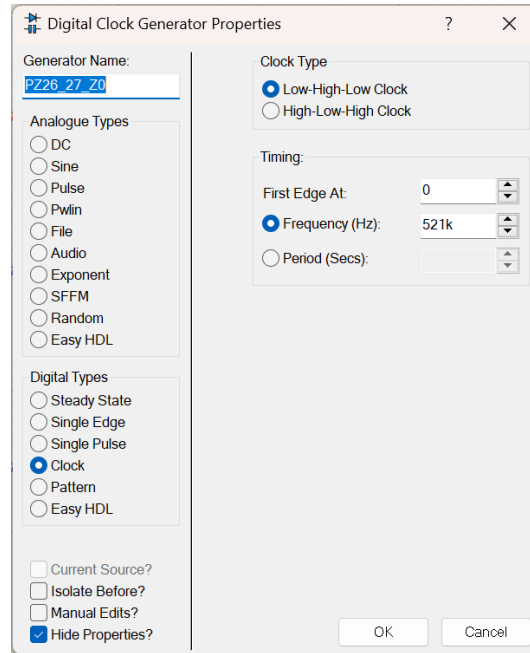 Digital Clock Generator Properties ? X
Generator Name:
PZ26_27_Z0
Analogue Types
DC
Sine
Pulse
Pwlin
File
Audio
Exponent
SFFM
Random
Easy HDL
Digital Types
Steady State
Single Edge
Single Pulse
Clock
Pattern
Easy HDL
Current Source?
Isolate Before?
Manual Edits?
Hide Properties?
Clock Type
Low-High-Low Clock
High-Low-High Clock
Timing:
First Edge At: 0
Frequency (Hz): 521k
Period (Secs):
OK Cancel